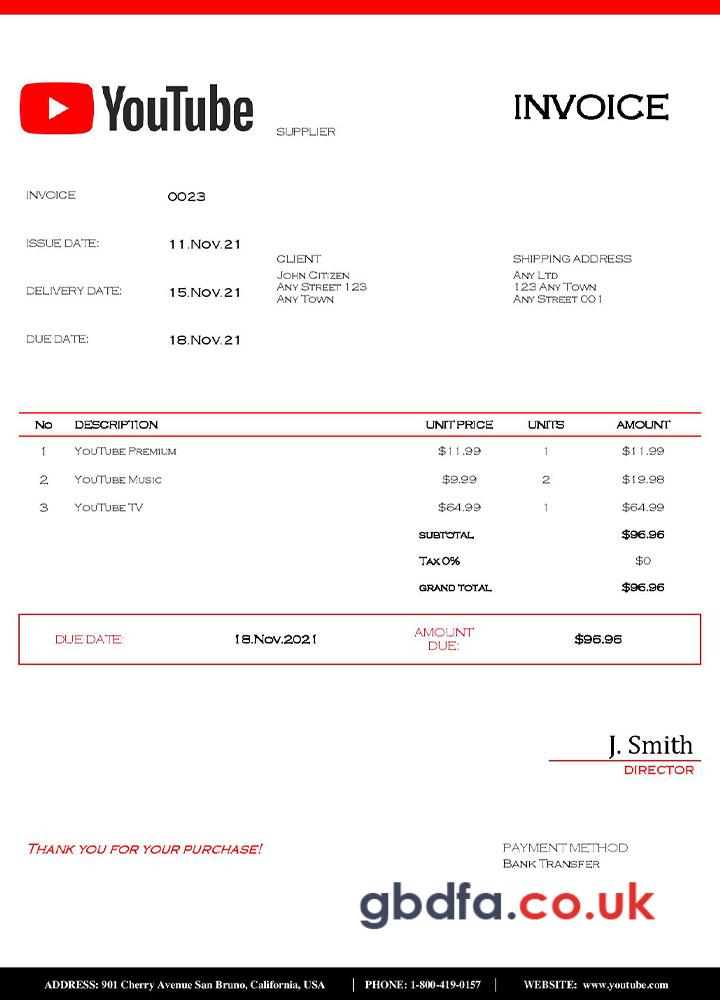 YouTube
SUPPLIER
INVOICE
INVOICE 0023
ISSUE DATE: 11.Nov.21
DELIVERY DATE: 15.Nov.21
DUE DATE: 18.Nov.21
CLIENT
John Citizen
Any Street 123
Any Town
SHIPPING ADDRESS
Any Ltd
123 Any Town
Any Street 001
No DESCRIPTION UNIT PRICE UNITS AMOUNT
1 YouTube Premium $11.99 1 $11.99
2 YouTube Music $9.99 2 $19.98
3 YouTube TV $64.99 1 $64.99
SUBTOTAL $96.96
Tax 0% $0
GRAND TOTAL $96.96
DUE DATE: 18.Nov.2021 AMOUNT
DUE: $96.96
J. Smith
DIRECTOR
Thank you for your purchase!
PAYMENT METHOD
Bank Transfer
gbdfa.co.uk
ADDRESS: 901 Cherry Avenue San Bruno, California, USA | PHONE: 1-800-419-0157 | WEBSITE: www.youtube.com